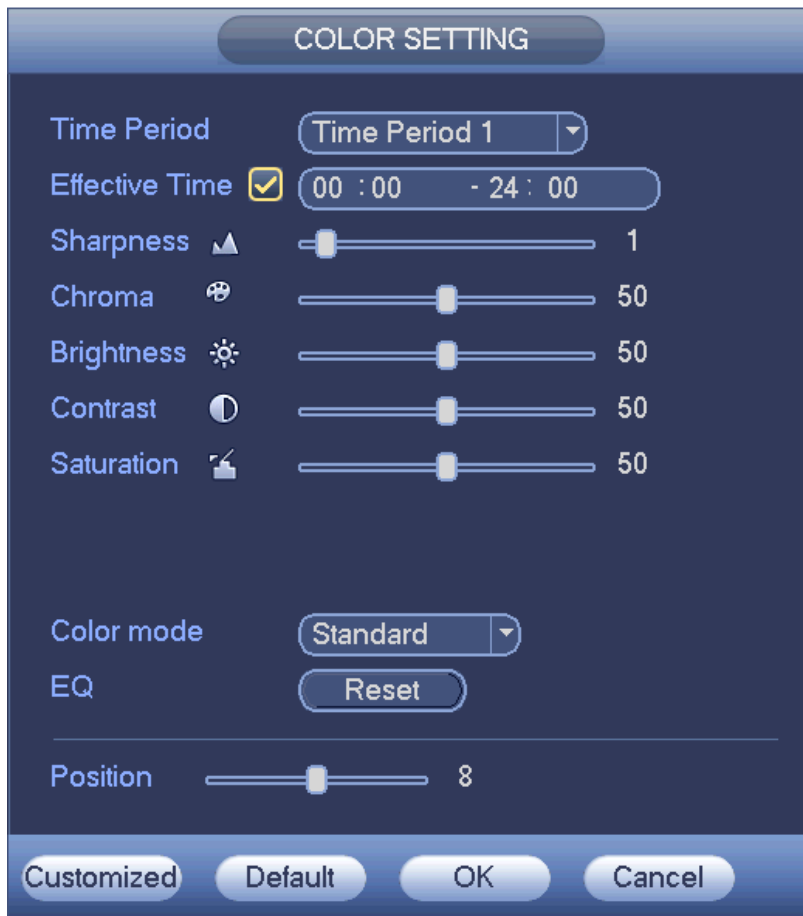 COLOR SETTING
Time Period Time Period 1
Effective Time 00 : 00 - 24 : 00
Sharpness 1
Chroma 50
Brightness 50
Contrast 50
Saturation 50
Color mode Standard
EQ Reset
Position 8
Customized Default OK Cancel